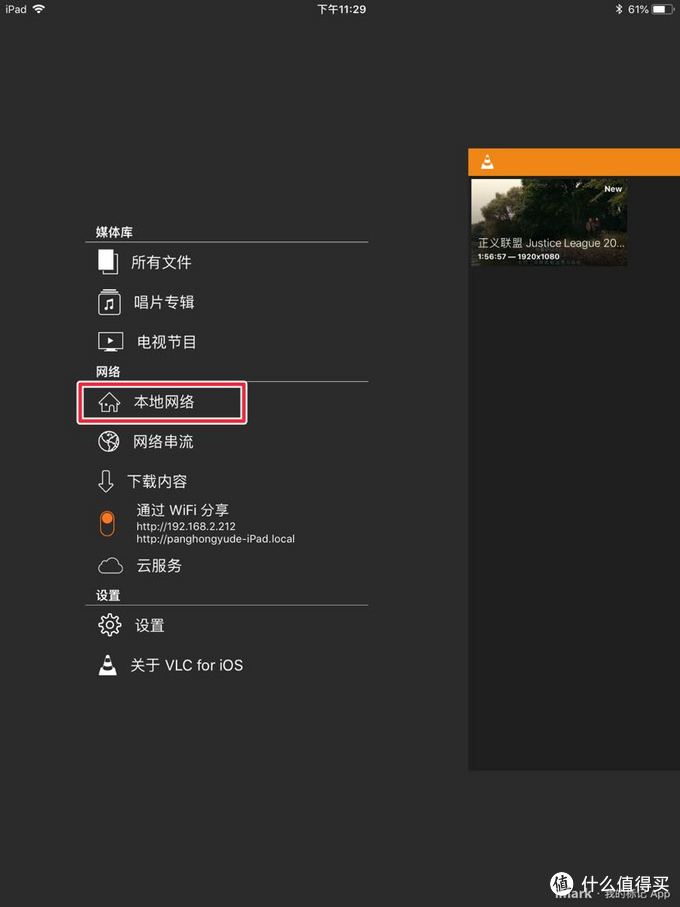 iPad 下午11:29 61%
媒体库
所有文件
唱片专辑
电视节目
网络
本地网络
网络串流
下载内容
通过 WiFi 分享
http://192.168.2.212
http://panghongyude-iPad.local
云服务
设置
设置
关于 VLC for iOS
New
正义联盟 Justice League 20...
1:56:57 — 1920x1080
值 什么值得买
iMark · 我的标记 App